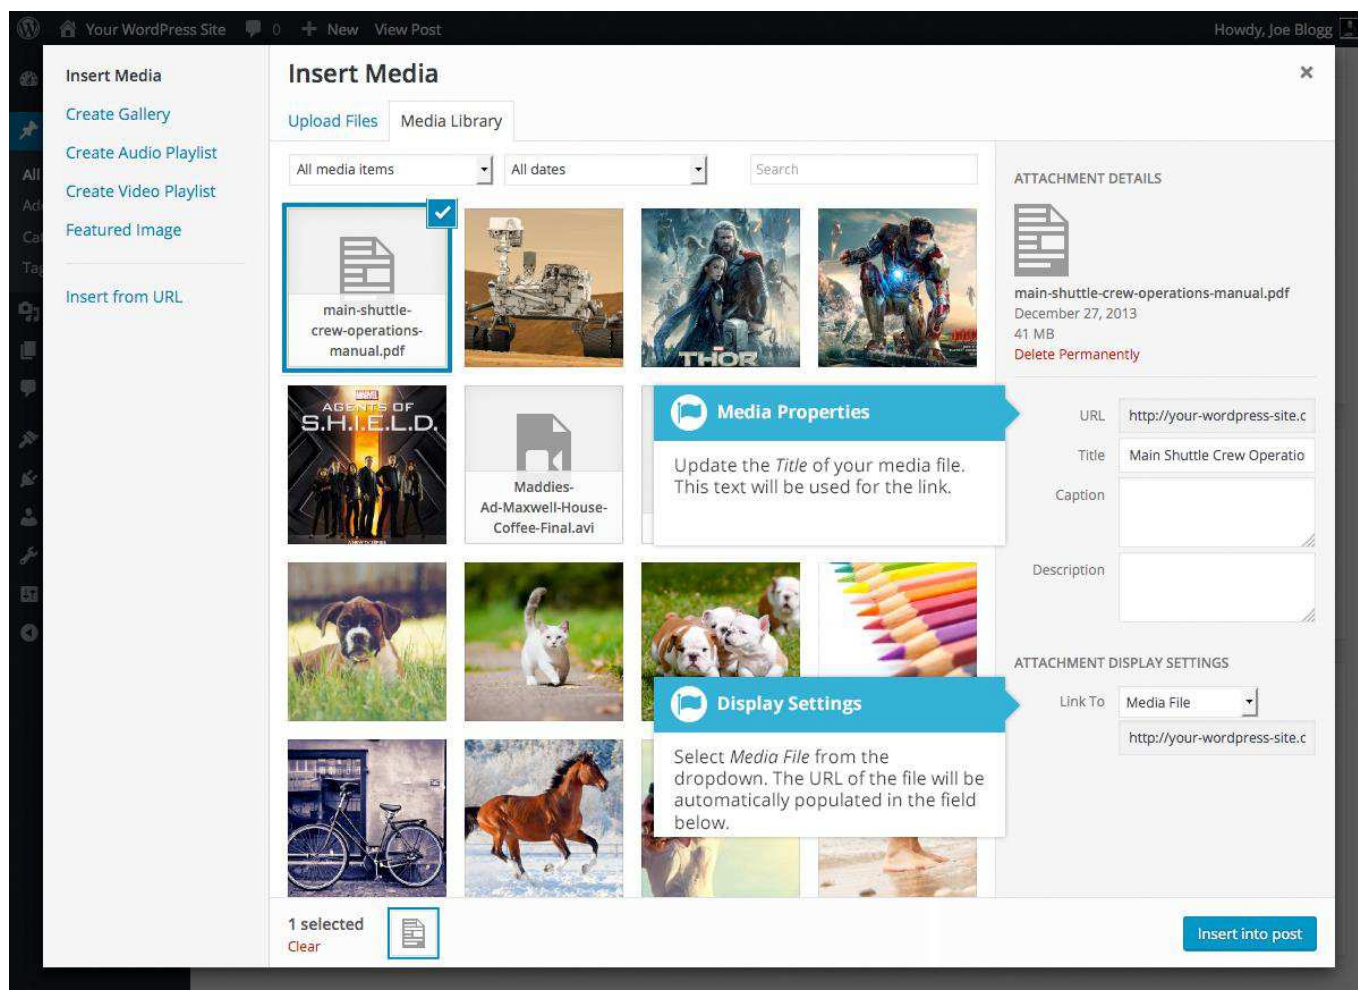 Your WordPress Site 0 + New View Post
Howdy, Joe Blogg
Insert Media
Create Gallery
Create Audio Playlist
Create Video Playlist
Featured Image
Insert from URL
All
Ad
Cat
Tag
Insert Media
×
Upload Files
Media Library
All media items
All dates
Search
main-shuttle-
crew-operations-
manual.pdf
THOR
MARVEL
AGENTS OF
S.H.I.E.L.D.
Maddies-
Ad-Maxwell-House-
Coffee-Final.avi
Media Properties
Update the Title of your media file.
This text will be used for the link.
Display Settings
Select Media File from the
dropdown. The URL of the file will be
automatically populated in the field
below.
ATTACHMENT DETAILS
main-shuttle-crew-operations-manual.pdf
December 27, 2013
41 MB
Delete Permanently
URL http://your-wordpress-site.c
Title Main Shuttle Crew Operatio
Caption
Description
ATTACHMENT DISPLAY SETTINGS
Link To Media File
http://your-wordpress-site.c
1 selected
Clear
Insert into post